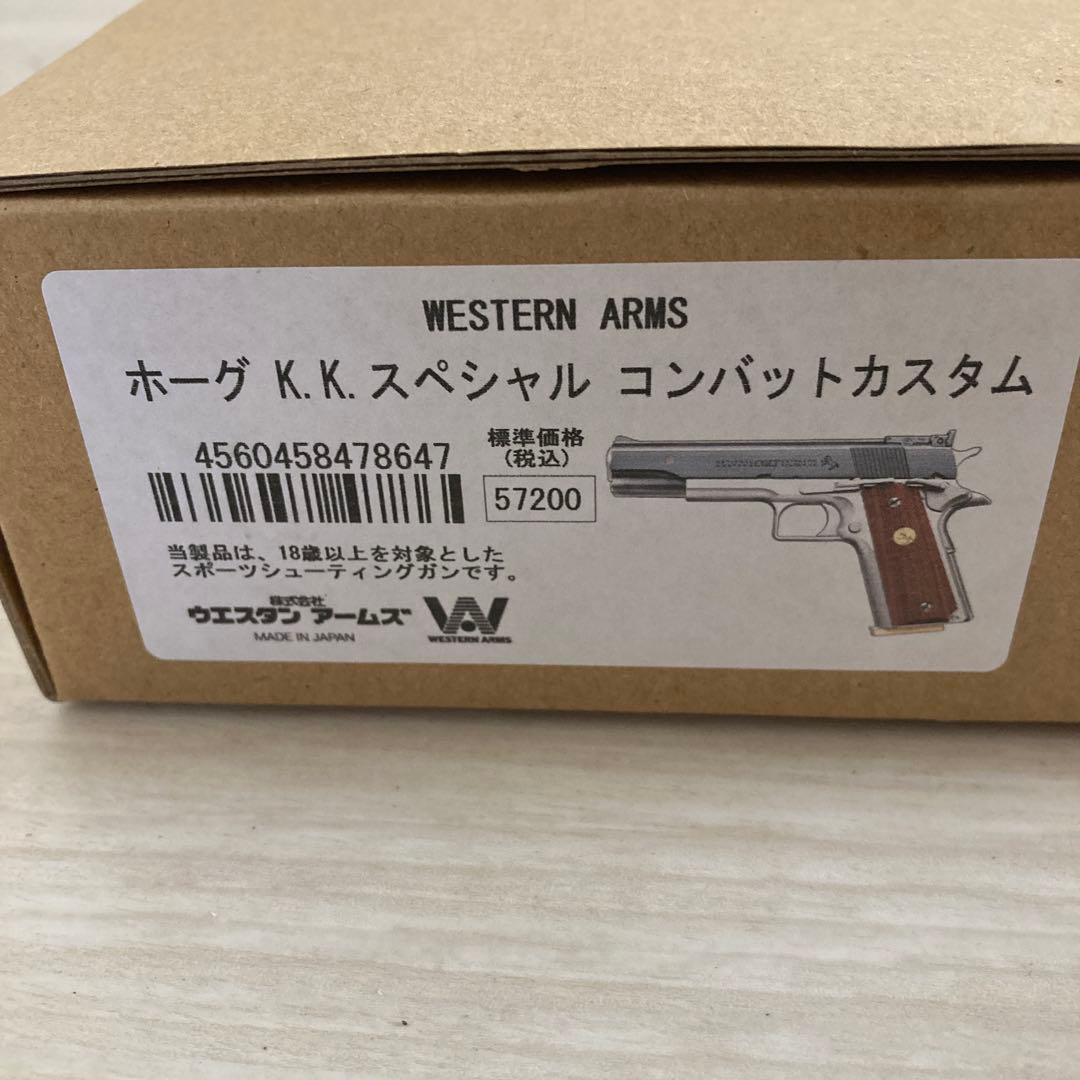 WESTERN ARMS
ホーグ K.K.スペシャル コンバットカスタム
4560458478647
標準価格
(税込)
57200
当製品は、18歳以上を対象とした
スポーツシューティングガンです。
株式会社
ウエスタン アームズ
MADE IN JAPAN
WESTERN ARMS